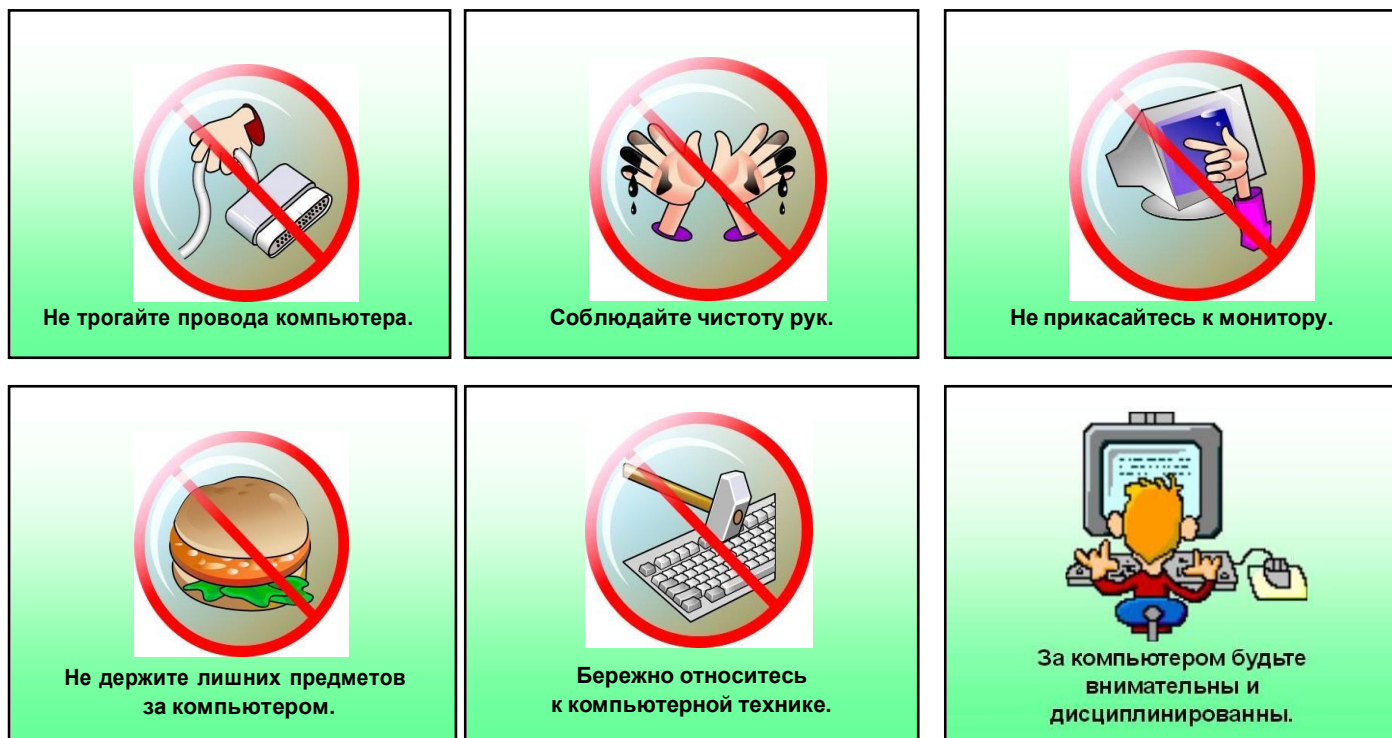 Не трогайте провода компьютера.
Соблюдайте чистоту рук.
Не прикасайтесь к монитору.
Не держите лишних предметов
за компьютером.
Бережно относитесь
к компьютерной технике.
За компьютером будьте
внимательны и
дисциплинированны.